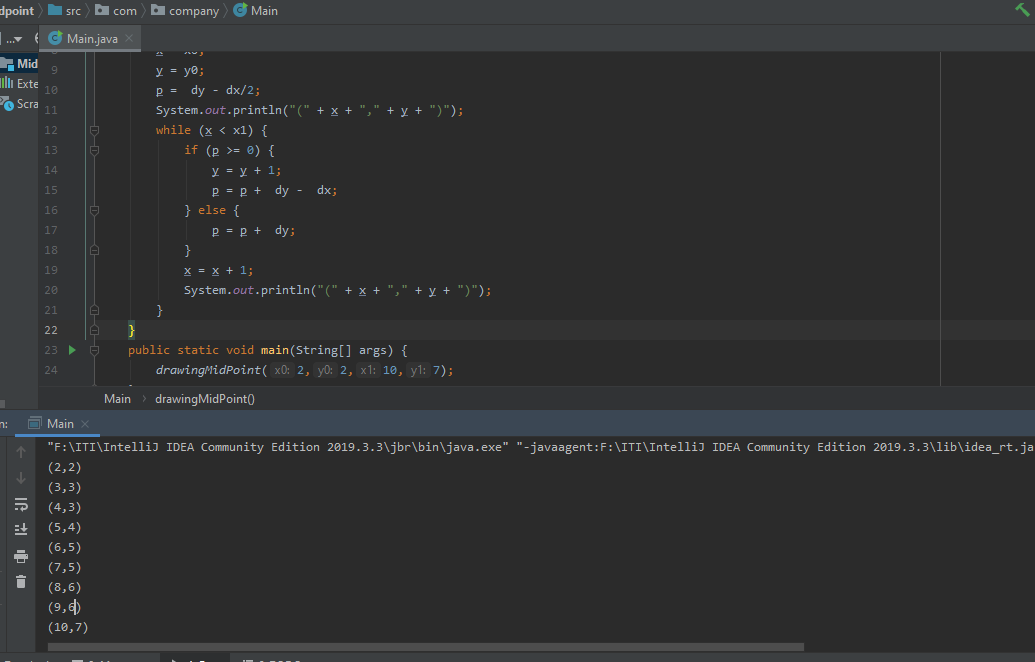 dpoint src com company Main
... Main.java
Mid
Exte
Scra
9 y = y0;
10 p =  dy - dx/2;
11 System.out.println("(" + x + "," + y + ")");
12 while (x < x1) {
13 if (p >= 0) {
14 y = y + 1;
15 p = p +  dy -  dx;
16 } else {
17 p = p +  dy;
18 }
19 x = x + 1;
20 System.out.println("(" + x + "," + y + ")");
21 }
22 }
23 public static void main(String[] args) {
24 drawingMidPoint( x0: 2, y0: 2, x1: 10, y1: 7);
Main drawingMidPoint()
n: Main
"F:\ITI\IntelliJ IDEA Community Edition 2019.3.3\jbr\bin\java.exe" "-javaagent:F:\ITI\IntelliJ IDEA Community Edition 2019.3.3\lib\idea_rt.ja
(2,2)
(3,3)
(4,3)
(5,4)
(6,5)
(7,5)
(8,6)
(9,6)
(10,7)